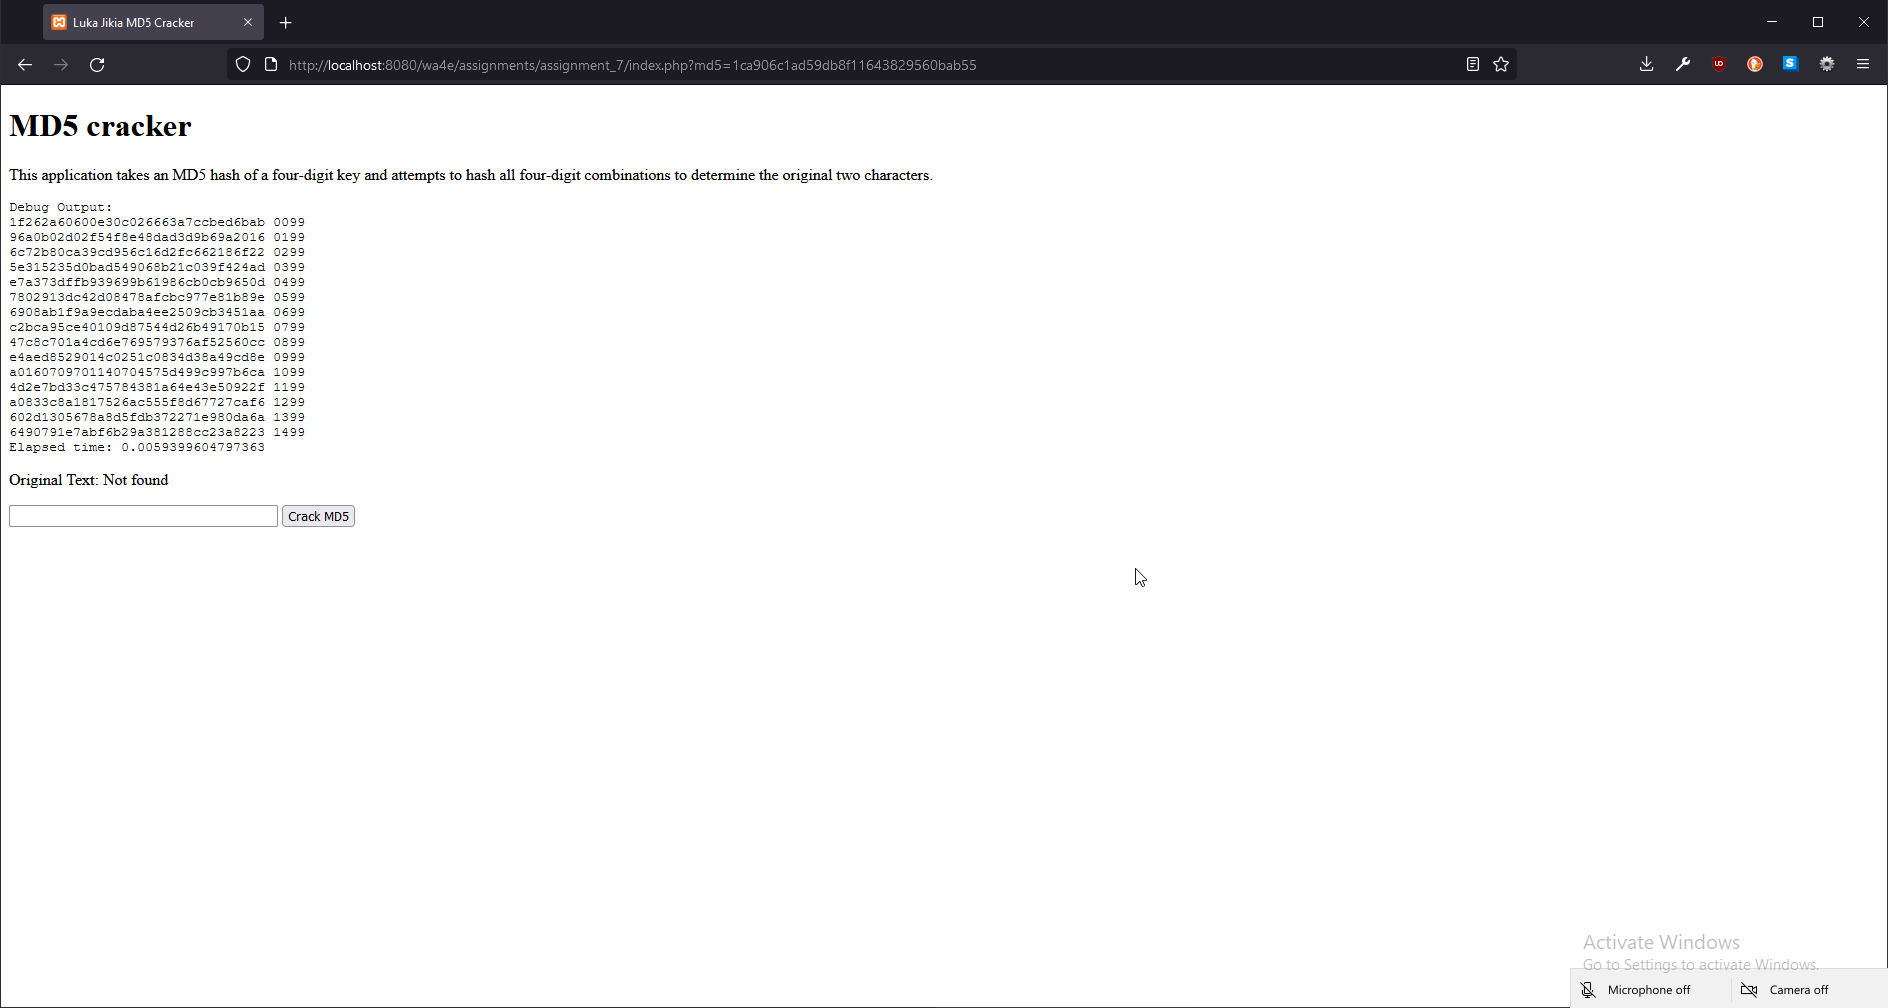 Luka Jikia MD5 Cracker
http://localhost:8080/wa4e/assignments/assignment_7/index.php?md5=1ca906c1ad59db8f11643829560bab55
MD5 cracker
This application takes an MD5 hash of a four-digit key and attempts to hash all four-digit combinations to determine the original two characters.
Debug Output:
1f262a60600e30c026663a7ccbed6bab 0099
96a0b02d02f54f8e48dad3d9b69a2016 0199
6c72b80ca39cd956c16d2fc662186f22 0299
5e315235d0bad549068b21c039f424ad 0399
e7a373dffb939699b61986cb0cb9650d 0499
7802913dc42d08478afcbc977e81b89e 0599
6908ab1f9a9ecdaba4ee2509cb3451aa 0699
c2bca95ce40109d87544d26b49170b15 0799
47c8c701a4cd6e769579376af52560cc 0899
e4aed8529014c0251c0834d38a49cd8e 0999
a0160709701140704575d499c997b6ca 1099
4d2e7bd33c475784381a64e43e50922f 1199
a0833c8a1817526ac555f8d67727caf6 1299
602d1305678a8d5fdb372271e980da6a 1399
6490791e7abf6b29a381288cc23a8223 1499
Elapsed time: 0.0059399604797363
Original Text: Not found
Crack MD5
Activate Windows
Go to Settings to activate Windows.
Microphone off
Camera off